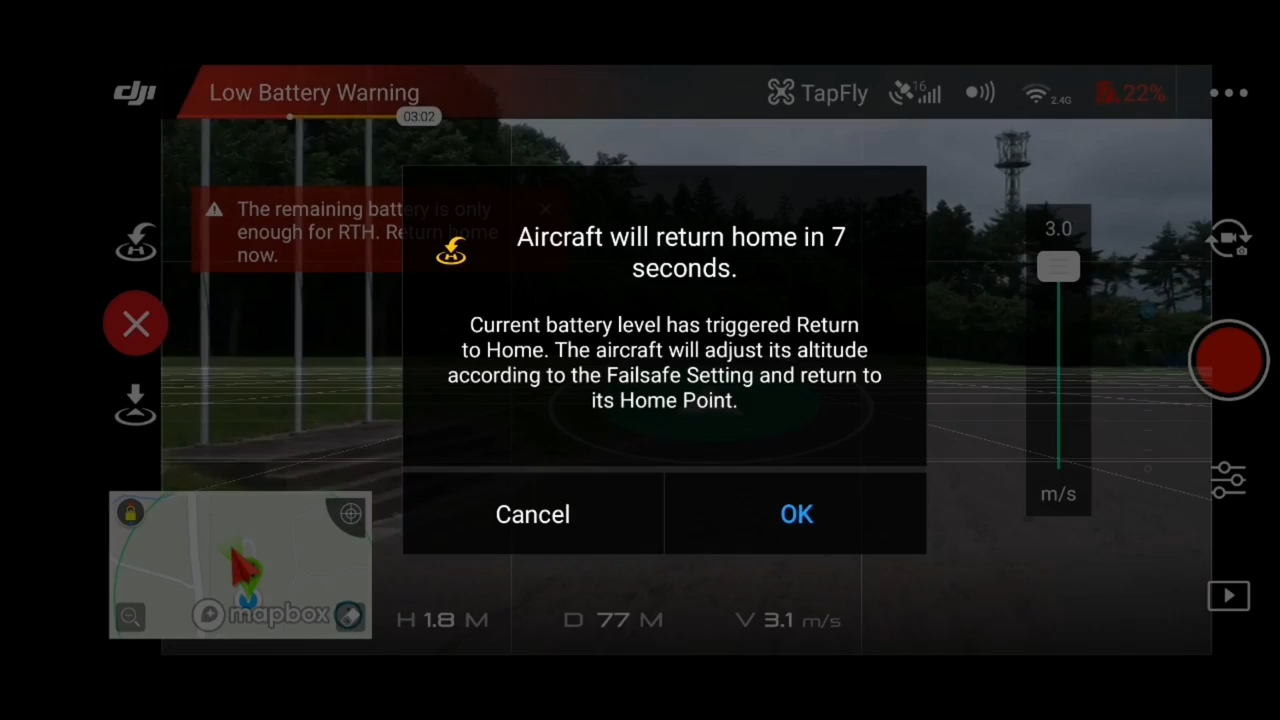 dji
Low Battery Warning
03:02
TapFly
16
2.4G
22%
The remaining battery is only
enough for RTH. Return home
now.
Aircraft will return home in 7
seconds.
Current battery level has triggered Return
to Home. The aircraft will adjust its altitude
according to the Failsafe Setting and return to
its Home Point.
Cancel
OK
3.0
m/s
mapbox
H 1.8 M
D 77 M
V 3.1 m/s